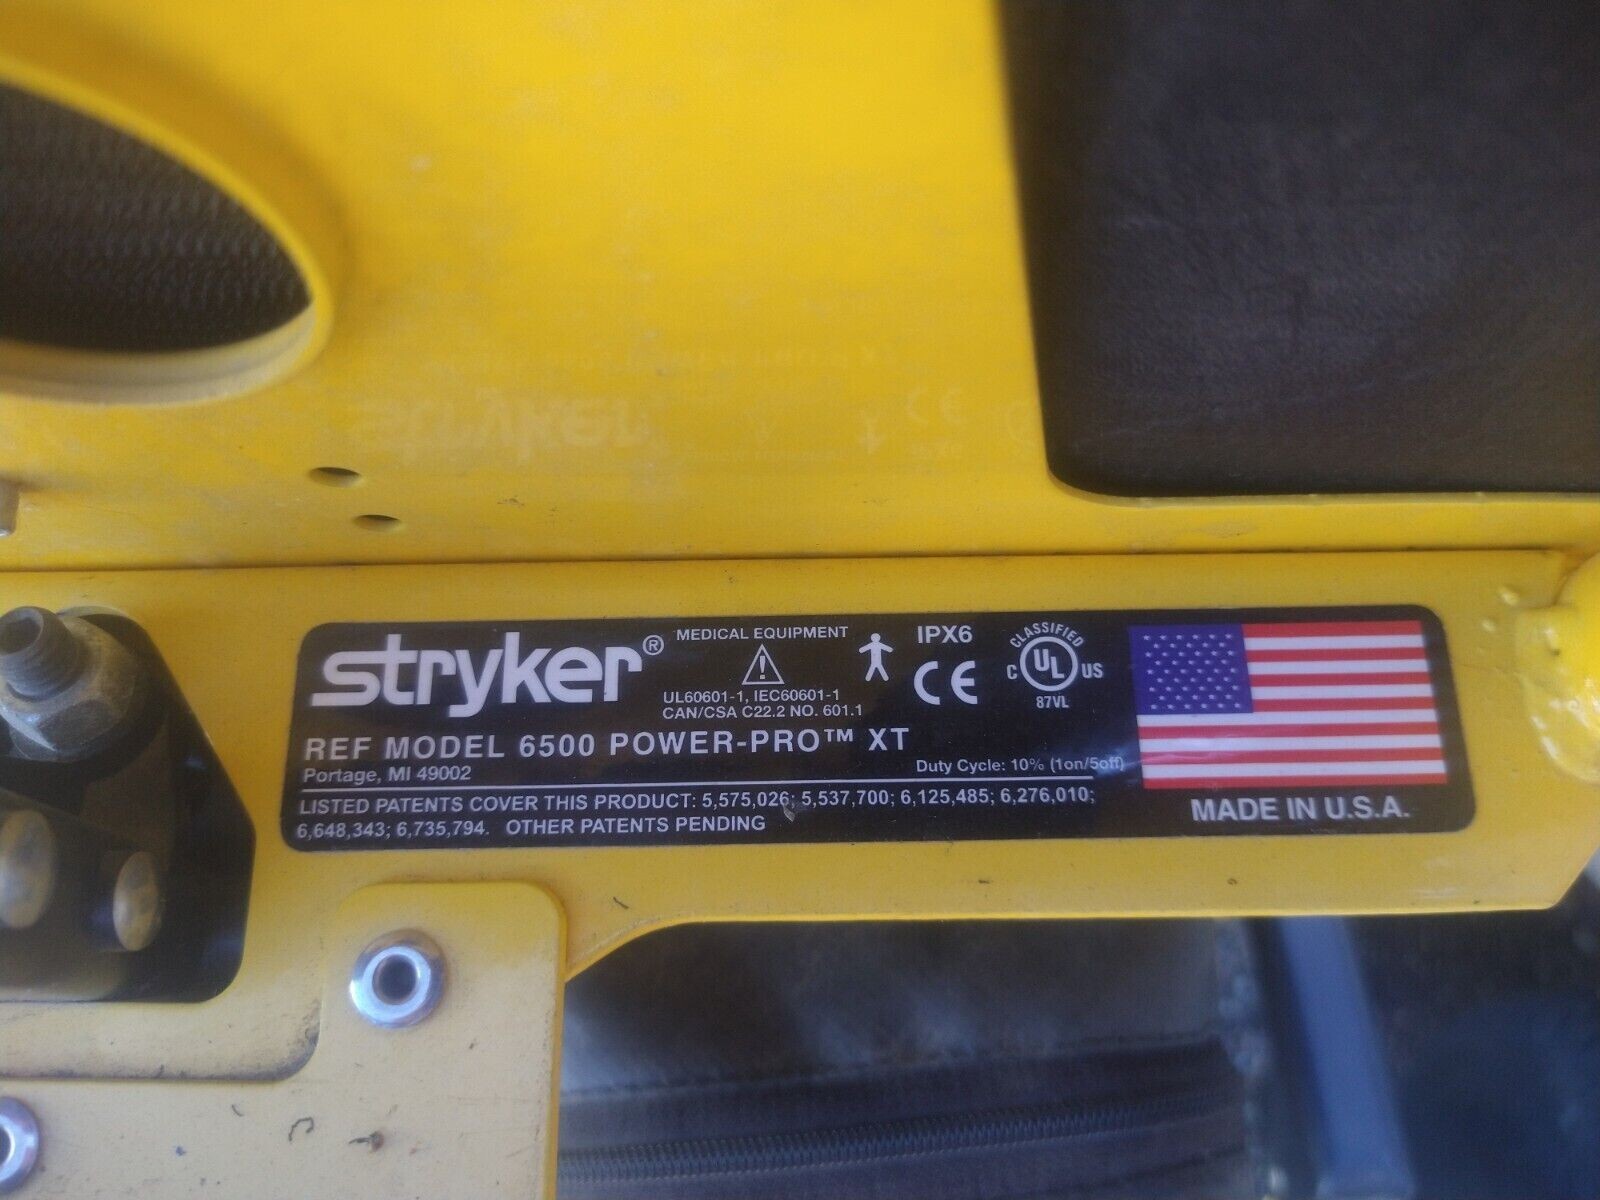 stryker® MEDICAL EQUIPMENT IPX6 CLASSIFIED
UL60601-1, IEC60601-1 CE C UL US
CAN/CSA C22.2 NO. 601.1 87VL
REF MODEL 6500 POWER-PRO™ XT
Portage, MI 49002 Duty Cycle: 10% (1on/5off)
LISTED PATENTS COVER THIS PRODUCT: 5,575,026; 5,537,700; 6,125,485; 6,276,010;
6,648,343; 6,735,794. OTHER PATENTS PENDING
MADE IN U.S.A.